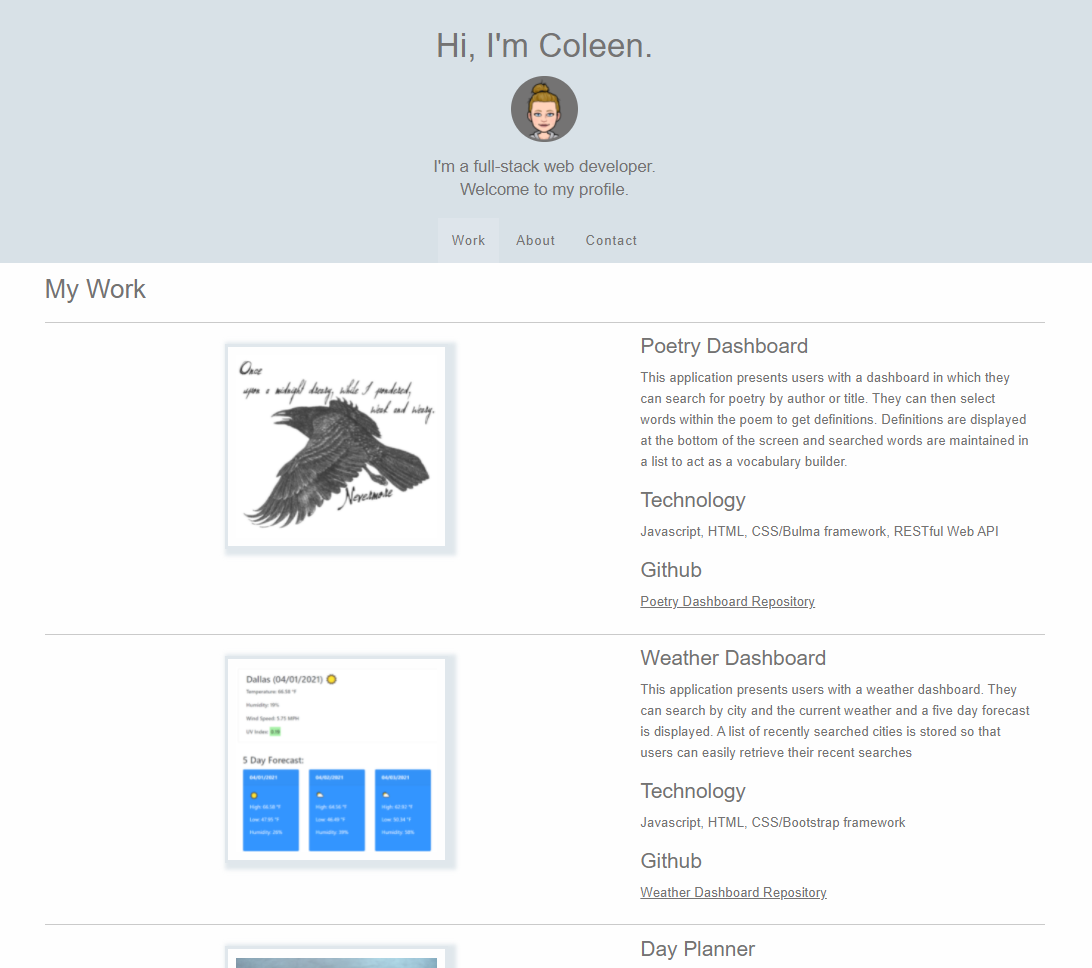 Hi, I'm Coleen.
I'm a full-stack web developer.
Welcome to my profile.
Work About Contact
My Work
Once
upon a midnight dreary, while I pondered,
weak and weary,
Nevermore
Poetry Dashboard
This application presents users with a dashboard in which they
can search for poetry by author or title. They can then select
words within the poem to get definitions. Definitions are displayed
at the bottom of the screen and searched words are maintained in
a list to act as a vocabulary builder.
Technology
Javascript, HTML, CSS/Bulma framework, RESTful Web API
Github
Poetry Dashboard Repository
Dallas (04/01/2021)
Temperature: 66.58 °F
Humidity: 19%
Wind Speed: 5.75 MPH
UV Index:
5 Day Forecast:
04/01/2021 04/02/2021 04/03/2021
High: 66.58 °F High: 66.56 °F High: 62.87 °F
Low: 47.95 °F Low: 46.49 °F Low: 50.34 °F
Humidity: 20% Humidity: 39% Humidity: 58%
Weather Dashboard
This application presents users with a weather dashboard. They
can search by city and the current weather and a five day forecast
is displayed. A list of recently searched cities is stored so that
users can easily retrieve their recent searches
Technology
Javascript, HTML, CSS/Bootstrap framework
Github
Weather Dashboard Repository
Day Planner